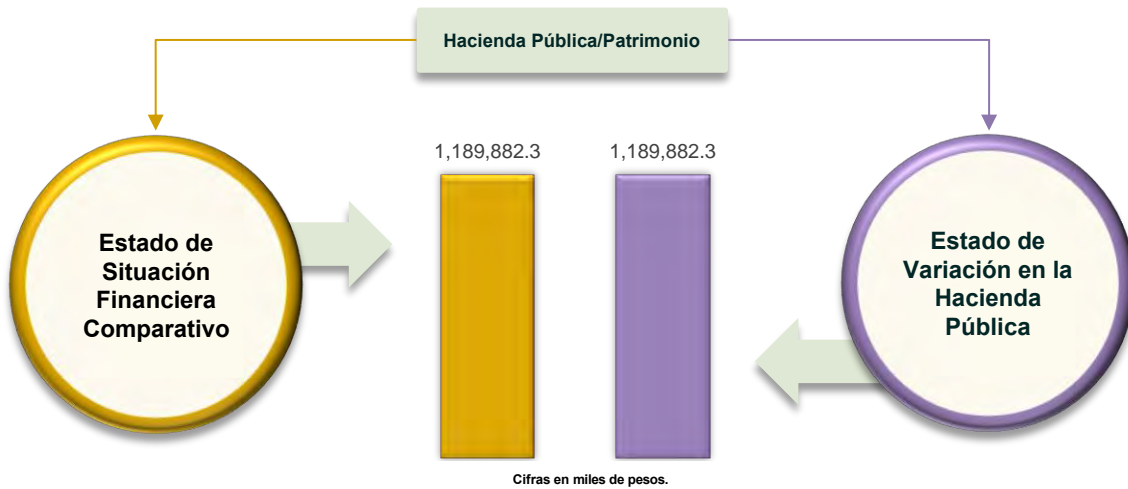 Hacienda Pública/Patrimonio
1,189,882.3
1,189,882.3
Estado de
Situación
Financiera
Comparativo
Estado de
Variación en la
Hacienda
Pública
Cifras en miles de pesos.